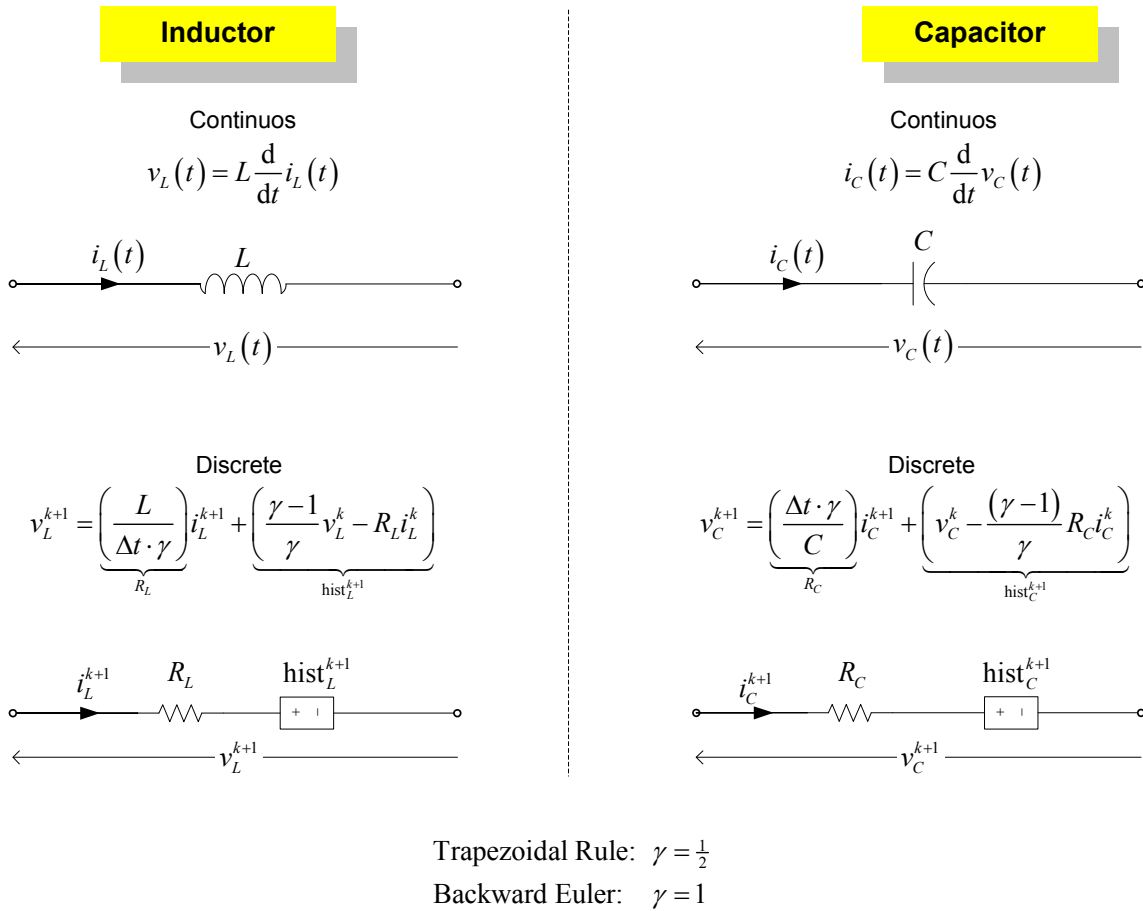 Inductor
Continuos
v_L(t) = L d/dt i_L(t)
i_L(t) L
v_L(t)
Discrete
v_L^{k+1} = (L / (Δt · γ)) i_L^{k+1} + ((γ − 1)/γ v_L^k − R_L i_L^k)
R_L hist_L^{k+1}
i_L^{k+1} R_L hist_L^{k+1}
+ −
v_L^{k+1}
Capacitor
Continuos
i_C(t) = C d/dt v_C(t)
i_C(t) C
v_C(t)
Discrete
v_C^{k+1} = (Δt · γ / C) i_C^{k+1} + (v_C^k − (γ − 1)/γ R_C i_C^k)
R_C hist_C^{k+1}
i_C^{k+1} R_C hist_C^{k+1}
+ −
v_C^{k+1}
Trapezoidal Rule: γ = 1/2
Backward Euler: γ = 1